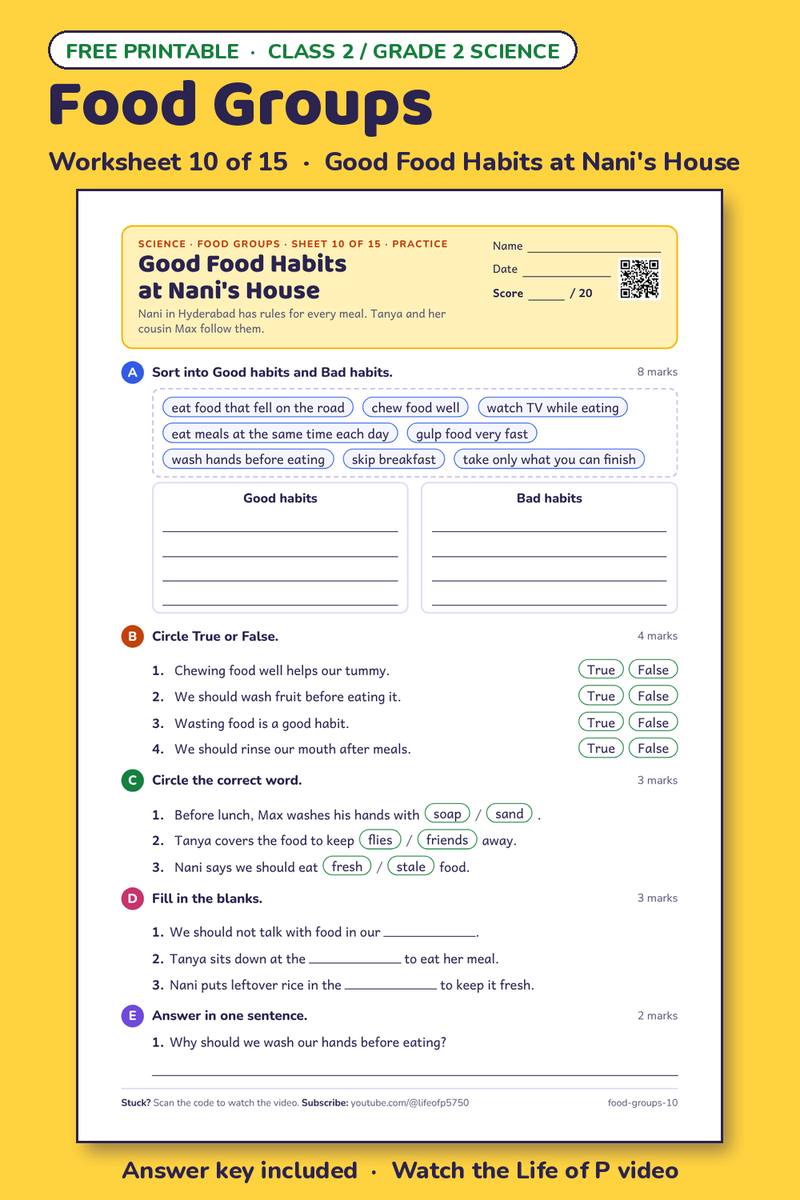 FREE PRINTABLE · CLASS 2 / GRADE 2 SCIENCE
Food Groups
Worksheet 10 of 15 · Good Food Habits at Nani's House
SCIENCE · FOOD GROUPS · SHEET 10 OF 15 · PRACTICE
Good Food Habits
at Nani's House
Nani in Hyderabad has rules for every meal. Tanya and her
cousin Max follow them.
Name
Date
Score ______ / 20
A Sort into Good habits and Bad habits. 8 marks
eat food that fell on the road chew food well watch TV while eating
eat meals at the same time each day gulp food very fast
wash hands before eating skip breakfast take only what you can finish
Good habits Bad habits
B Circle True or False. 4 marks
1. Chewing food well helps our tummy. True False
2. We should wash fruit before eating it. True False
3. Wasting food is a good habit. True False
4. We should rinse our mouth after meals. True False
C Circle the correct word. 3 marks
1. Before lunch, Max washes his hands with soap / sand .
2. Tanya covers the food to keep flies / friends away.
3. Nani says we should eat fresh / stale food.
D Fill in the blanks. 3 marks
1. We should not talk with food in our ____________.
2. Tanya sits down at the ____________ to eat her meal.
3. Nani puts leftover rice in the ____________ to keep it fresh.
E Answer in one sentence. 2 marks
1. Why should we wash our hands before eating?
Stuck? Scan the code to watch the video. Subscribe: youtube.com/@lifeofp5750 food-groups-10
Answer key included · Watch the Life of P video